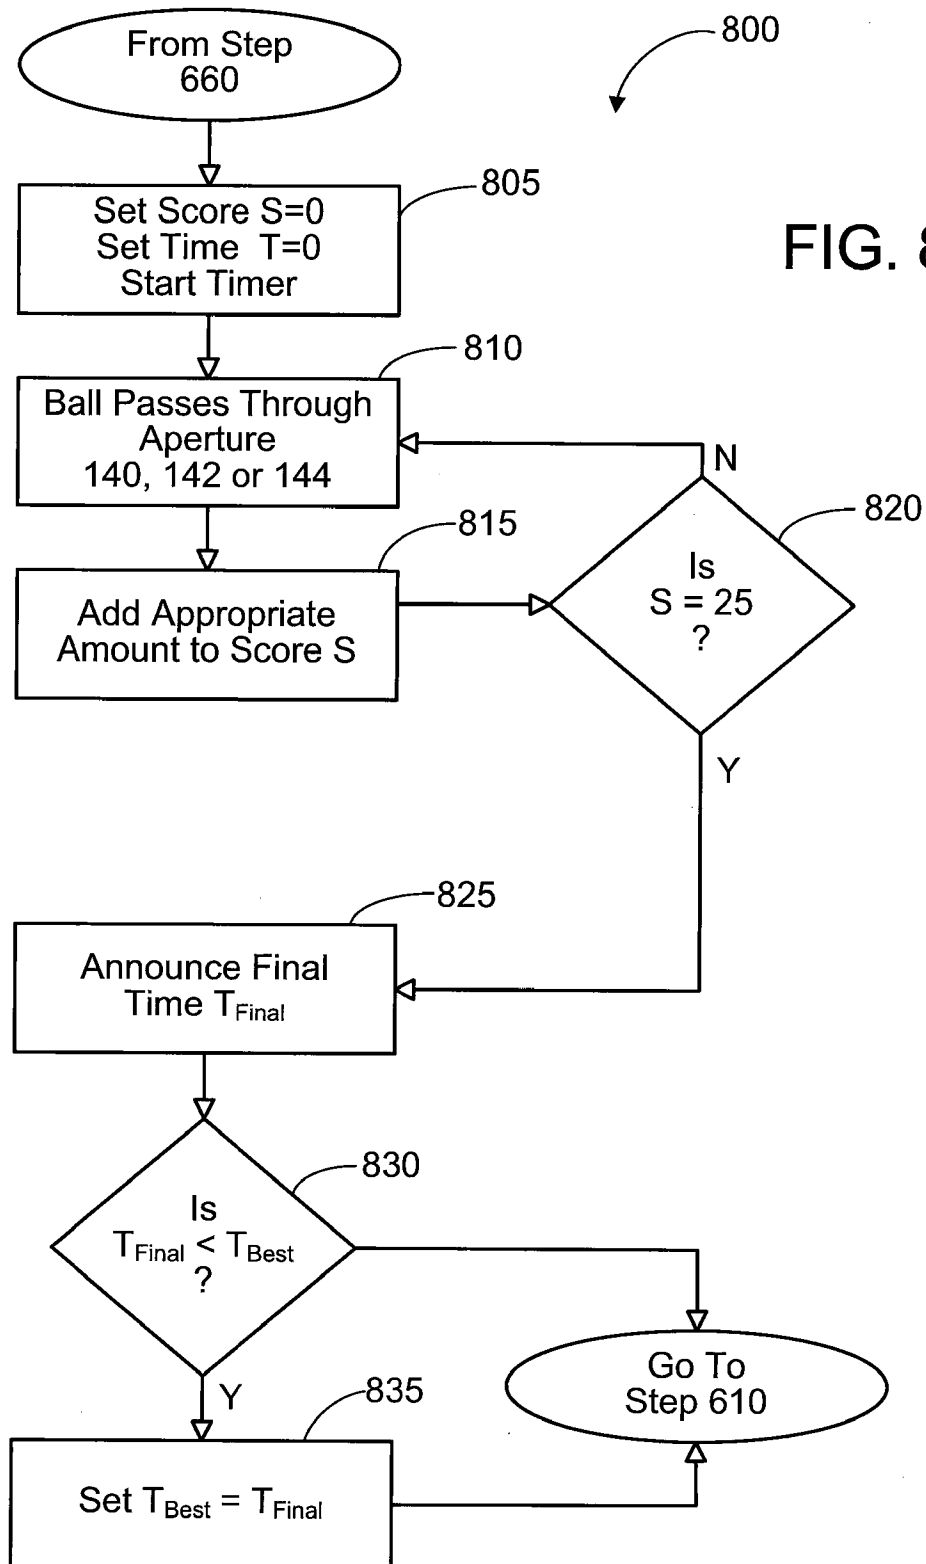 From Step
660
800
805
Set Score S=0
Set Time T=0
Start Timer
FIG. 8
810
Ball Passes Through
Aperture
140, 142 or 144
N
815
820
Add Appropriate
Amount to Score S
Is
S = 25
?
Y
825
Announce Final
Time TFinal
830
Is
TFinal < TBest
?
Y
835
Go To
Step 610
Set TBest = TFinal